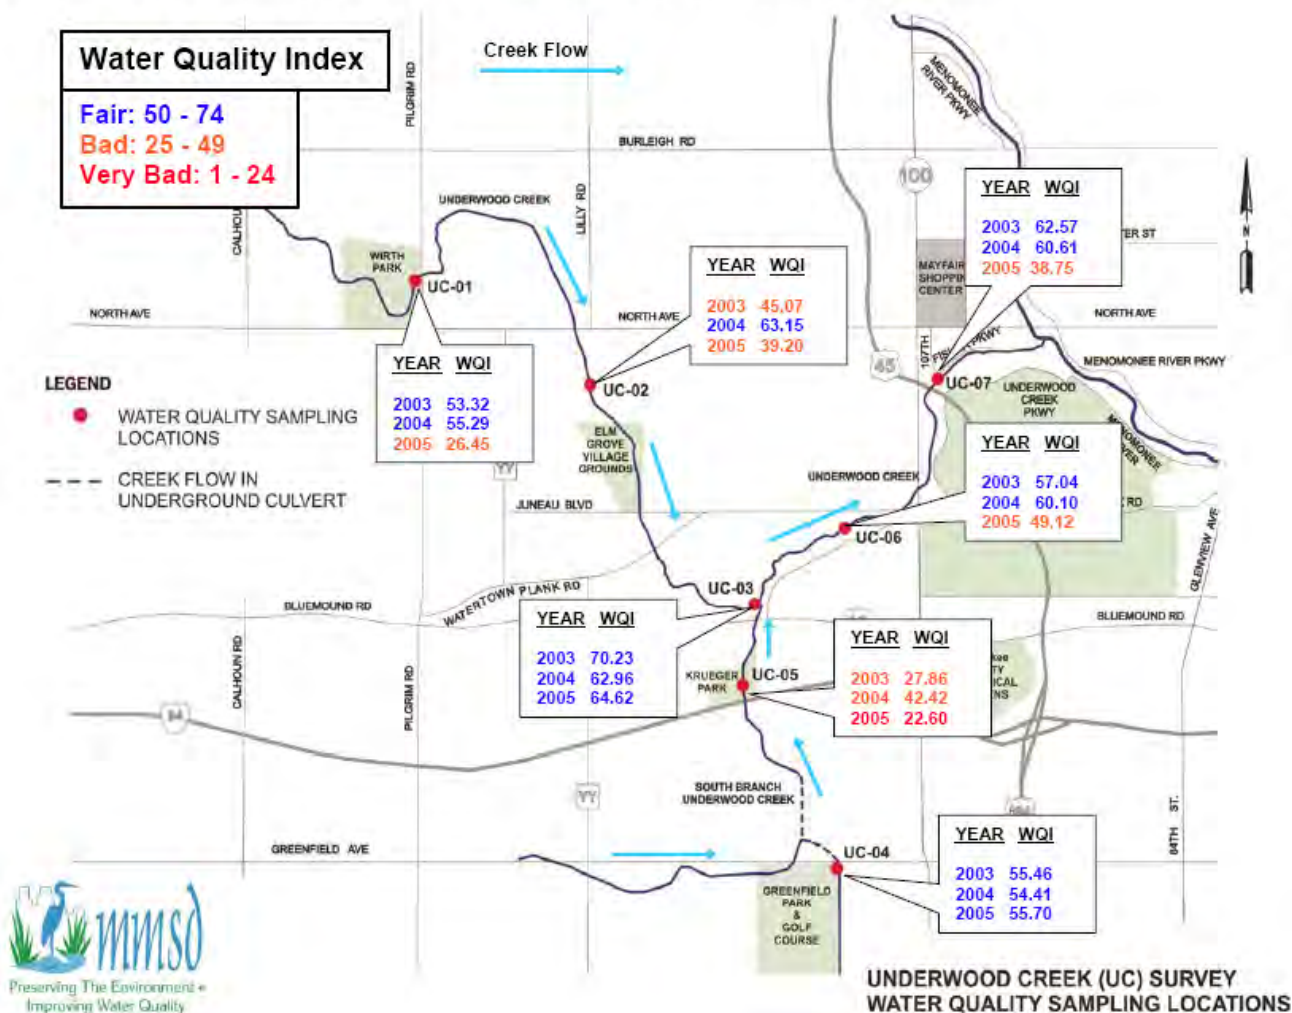 Water Quality Index
Fair: 50 - 74
Bad: 25 - 49
Very Bad: 1 - 24
Creek Flow
PILGRIM RD
LILLY RD
BURLEIGH RD
MENOMONEE
RIVER PKWY
100
UNDERWOOD CREEK
WIRTH
PARK
UC-01
NORTH AVE
NORTH AVE
NORTH AVE
YEAR WQI
2003 62.57
2004 60.61
2005 38.75
ER ST
N
MAYFAIR
SHOPPIN
CENTER
YEAR WQI
2003 45.07
2004 63.15
2005 39.20
YEAR WQI
2003 53.32
2004 55.29
2005 26.45
LEGEND
WATER QUALITY SAMPLING
LOCATIONS
CREEK FLOW IN
UNDERGROUND CULVERT
UC-02
45
107TH
PKWY
MENOMONEE RIVER PKWY
UC-07
UNDERWOOD
CREEK
PKWY
MENOMONEE
ELM
GROVE
VILLAGE
GROUNDS
YY
JUNEAU BLVD
UNDERWOOD CREEK
YEAR WQI
2003 57.04
2004 60.10
2005 49.12
RD
GLENVIEW AVE
UC-06
UC-03
WATERTOWN PLANK RD
BLUEMOUND RD
BLUEMOUND RD
YEAR WQI
2003 70.23
2004 62.96
2005 64.62
KRUEGER
PARK
UC-05
YEAR WQI
2003 27.86
2004 42.42
2005 22.60
CALHOUN RD
PILGRIM RD
94
SOUTH BRANCH
UNDERWOOD CREEK
YY
84TH ST.
GREENFIELD AVE
UC-04
GREENFIELD
PARK
&
GOLF
COURSE
YEAR WQI
2003 55.46
2004 54.41
2005 55.70
mmsd
Preserving The Environment •
Improving Water Quality
UNDERWOOD CREEK (UC) SURVEY
WATER QUALITY SAMPLING LOCATIONS